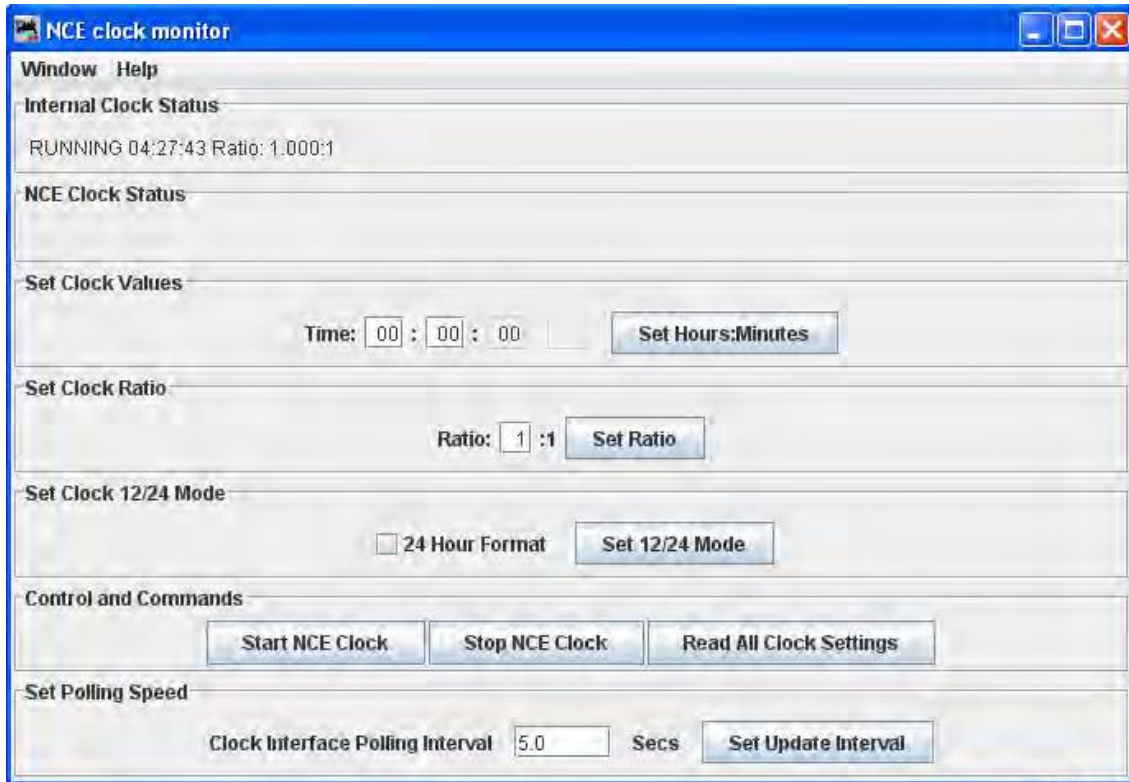 NCE clock monitor
Window Help
Internal Clock Status
RUNNING 04:27:43 Ratio: 1.000:1
NCE Clock Status
Set Clock Values
Time: 00 : 00 : 00 Set Hours:Minutes
Set Clock Ratio
Ratio: 1 :1 Set Ratio
Set Clock 12/24 Mode
24 Hour Format Set 12/24 Mode
Control and Commands
Start NCE Clock Stop NCE Clock Read All Clock Settings
Set Polling Speed
Clock Interface Polling Interval 5.0 Secs Set Update Interval